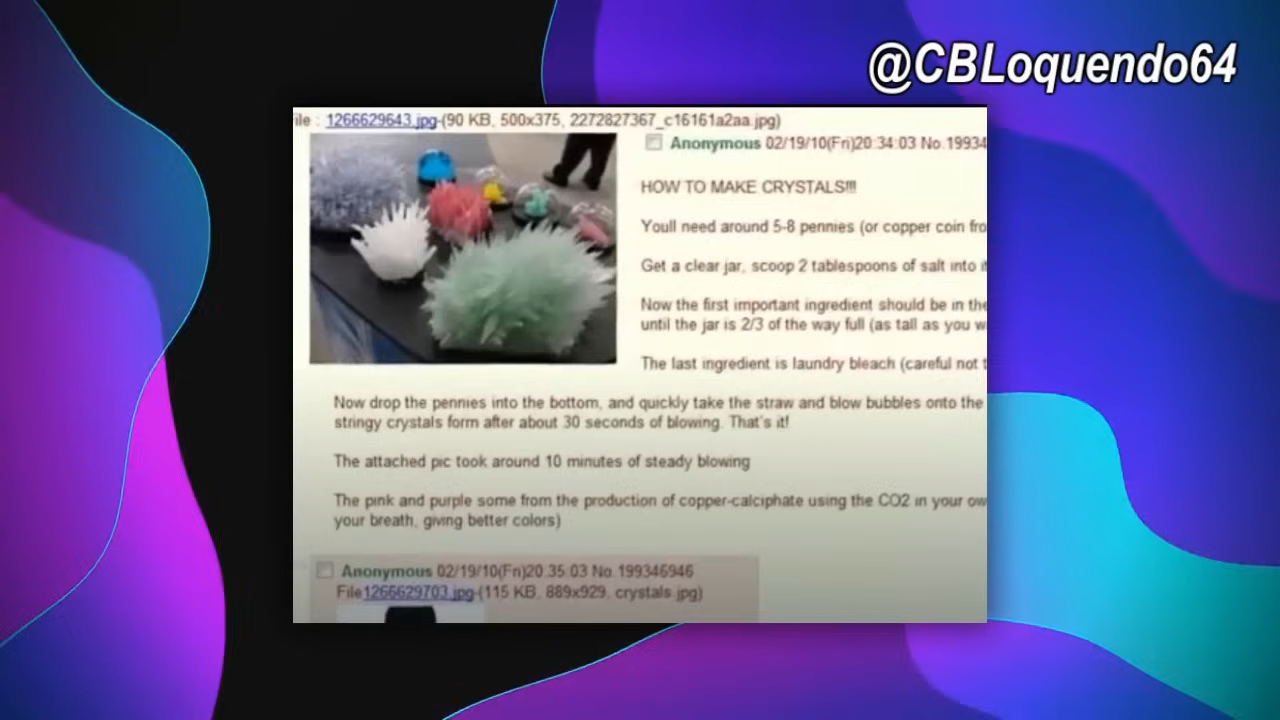 @CBLoquendo64
ile : 1266629643.jpg-(90 KB, 500x375, 2272827367_c16161a2aa.jpg)
Anonymous 02/19/10(Fri)20:34:03 No.19934
HOW TO MAKE CRYSTALS!!!
Youll need around 5-8 pennies (or copper coin fro
Get a clear jar, scoop 2 tablespoons of salt into i
Now the first important ingredient should be in the
until the jar is 2/3 of the way full (as tall as you w
The last ingredient is laundry bleach (careful not t
Now drop the pennies into the bottom, and quickly take the straw and blow bubbles onto the
stringy crystals form after about 30 seconds of blowing. That's it!
The attached pic took around 10 minutes of steady blowing
The pink and purple some from the production of copper-calciphate using the CO2 in your ow
your breath, giving better colors)
Anonymous 02/19/10(Fri)20:35:03 No.199346946
File1266629703.jpg-(115 KB, 889x929, crystals.jpg)